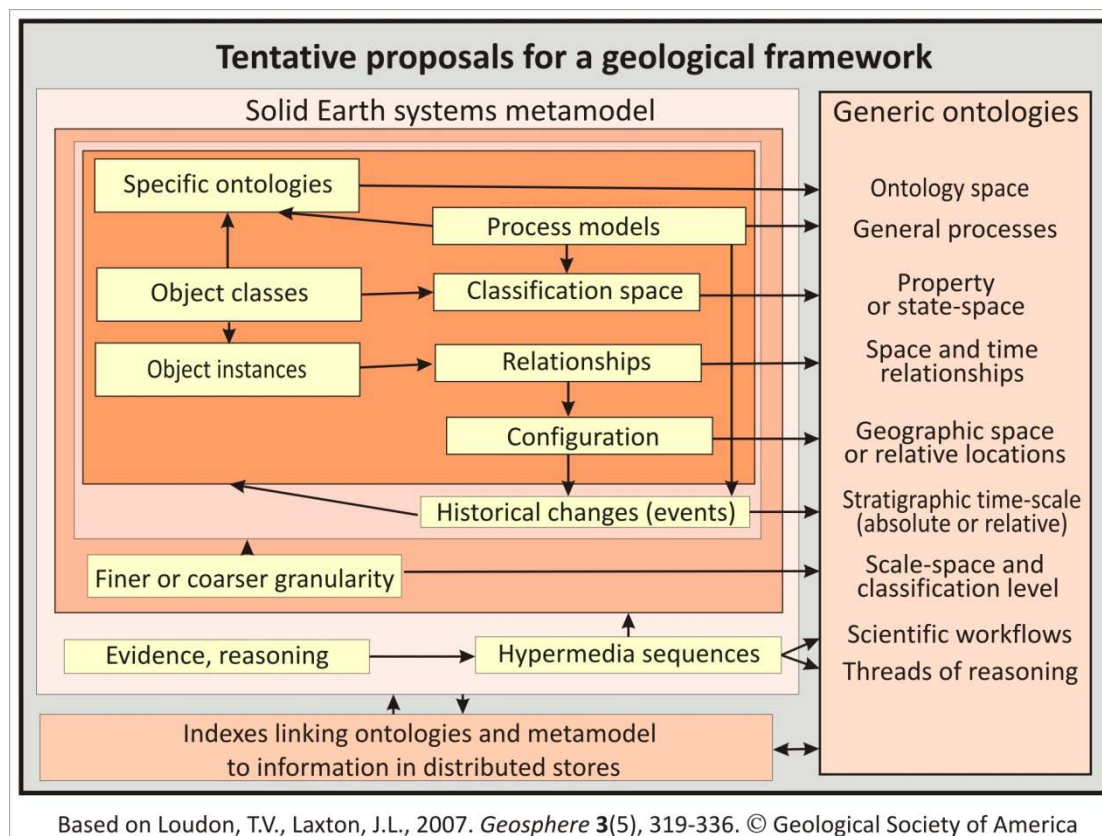 Tentative proposals for a geological framework
Solid Earth systems metamodel
Specific ontologies
Process models
Object classes
Classification space
Object instances
Relationships
Configuration
Historical changes (events)
Finer or coarser granularity
Evidence, reasoning
Hypermedia sequences
Generic ontologies
Ontology space
General processes
Property
or state-space
Space and time
relationships
Geographic space
or relative locations
Stratigraphic time-scale
(absolute or relative)
Scale-space and
classification level
Scientific workflows
Threads of reasoning
Indexes linking ontologies and metamodel
to information in distributed stores
Based on Loudon, T.V., Laxton, J.L., 2007. Geosphere 3(5), 319-336. © Geological Society of America